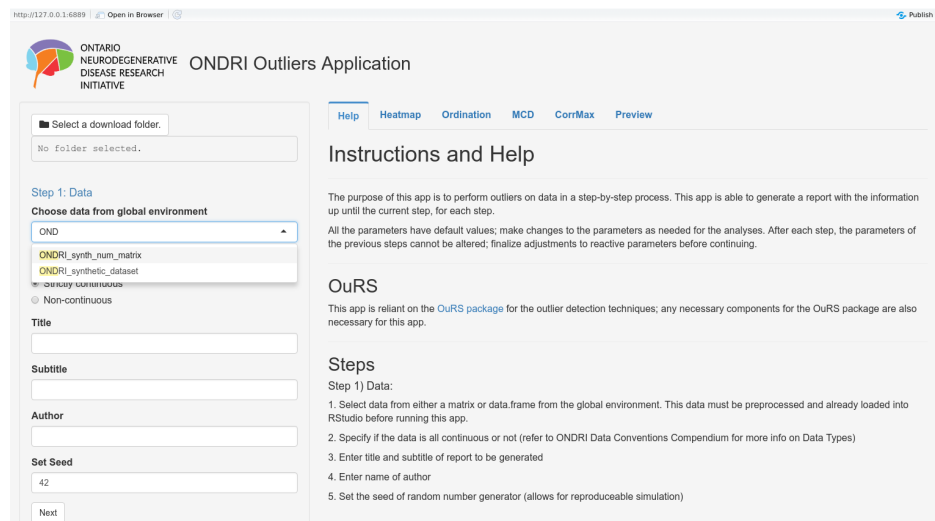 http://127.0.0.1:6889 Open in Browser Publish
ONTARIO
NEURODEGENERATIVE
DISEASE RESEARCH
INITIATIVE
ONDRI Outliers Application
Select a download folder.
No folder selected.
Step 1: Data
Choose data from global environment
OND
ONDRI_synth_num_matrix
ONDRI_synthetic_dataset
Strictly continuous
Non-continuous
Title
Subtitle
Author
Set Seed
42
Next
Help Heatmap Ordination MCD CorrMax Preview
Instructions and Help
The purpose of this app is to perform outliers on data in a step-by-step process. This app is able to generate a report with the information
up until the current step, for each step.
All the parameters have default values; make changes to the parameters as needed for the analyses. After each step, the parameters of
the previous steps cannot be altered; finalize adjustments to reactive parameters before continuing.
OuRS
This app is reliant on the OuRS package for the outlier detection techniques; any necessary components for the OuRS package are also
necessary for this app.
Steps
Step 1) Data:
1. Select data from either a matrix or data.frame from the global environment. This data must be preprocessed and already loaded into
RStudio before running this app.
2. Specify if the data is all continuous or not (refer to ONDRI Data Conventions Compendium for more info on Data Types)
3. Enter title and subtitle of report to be generated
4. Enter name of author
5. Set the seed of random number generator (allows for reproduceable simulation)